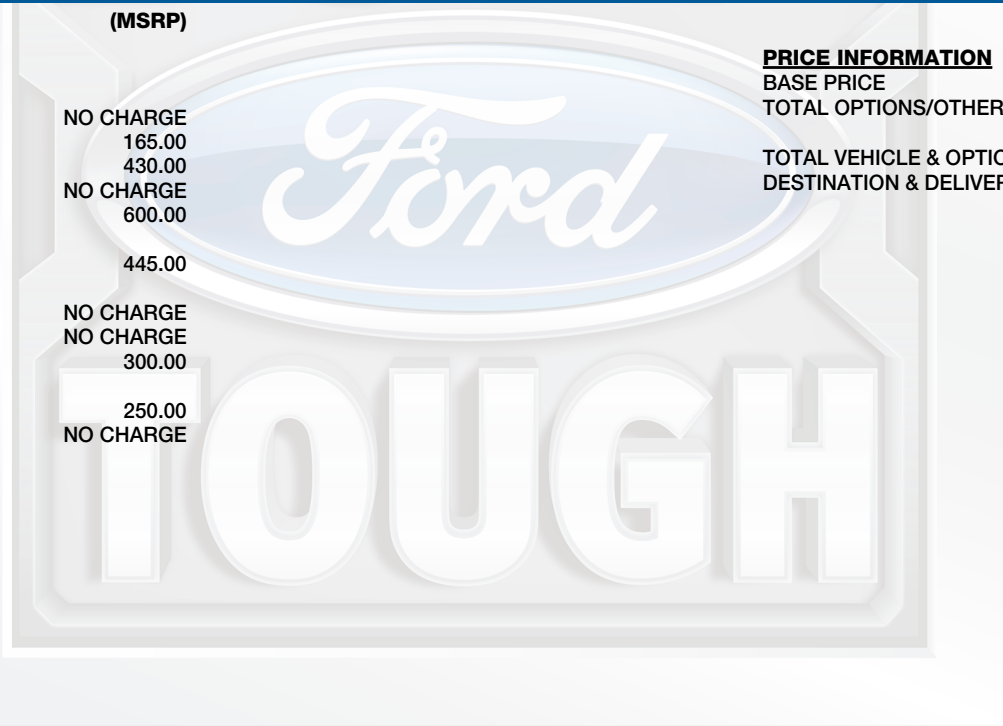 (MSRP)
NO CHARGE
165.00
430.00
NO CHARGE
600.00
445.00
NO CHARGE
NO CHARGE
300.00
250.00
NO CHARGE
PRICE INFORMATION
BASE PRICE
TOTAL OPTIONS/OTHER
TOTAL VEHICLE & OPTIO
DESTINATION & DELIVER
Ford
TOUGH